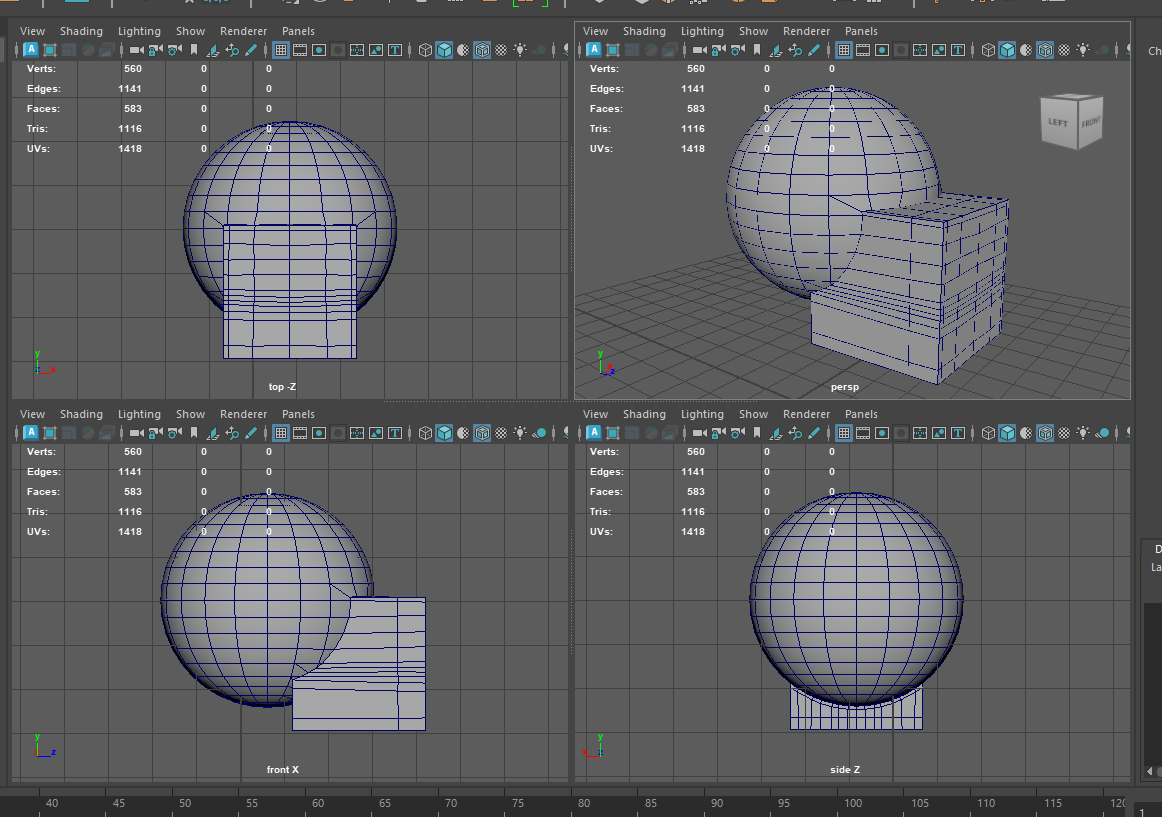 View Shading Lighting Show Renderer Panels
Verts: 560 0 0
Edges: 1141 0 0
Faces: 583 0 0
Tris: 1116 0 0
UVs: 1418 0 0
y
z x
top -Z
View Shading Lighting Show Renderer Panels
Verts: 560 0 0
Edges: 1141 0 0
Faces: 583 0 0
Tris: 1116 0 0
UVs: 1418 0 0
LEFT FRONT
y
x
z
persp
Ch
View Shading Lighting Show Renderer Panels
Verts: 560 0 0
Edges: 1141 0 0
Faces: 583 0 0
Tris: 1116 0 0
UVs: 1418 0 0
y
x z
front X
View Shading Lighting Show Renderer Panels
Verts: 560 0 0
Edges: 1141 0 0
Faces: 583 0 0
Tris: 1116 0 0
UVs: 1418 0 0
y
x z
side Z
D
La
40 45 50 55 60 65 70 75 80 85 90 95 100 105 110 115 120
1